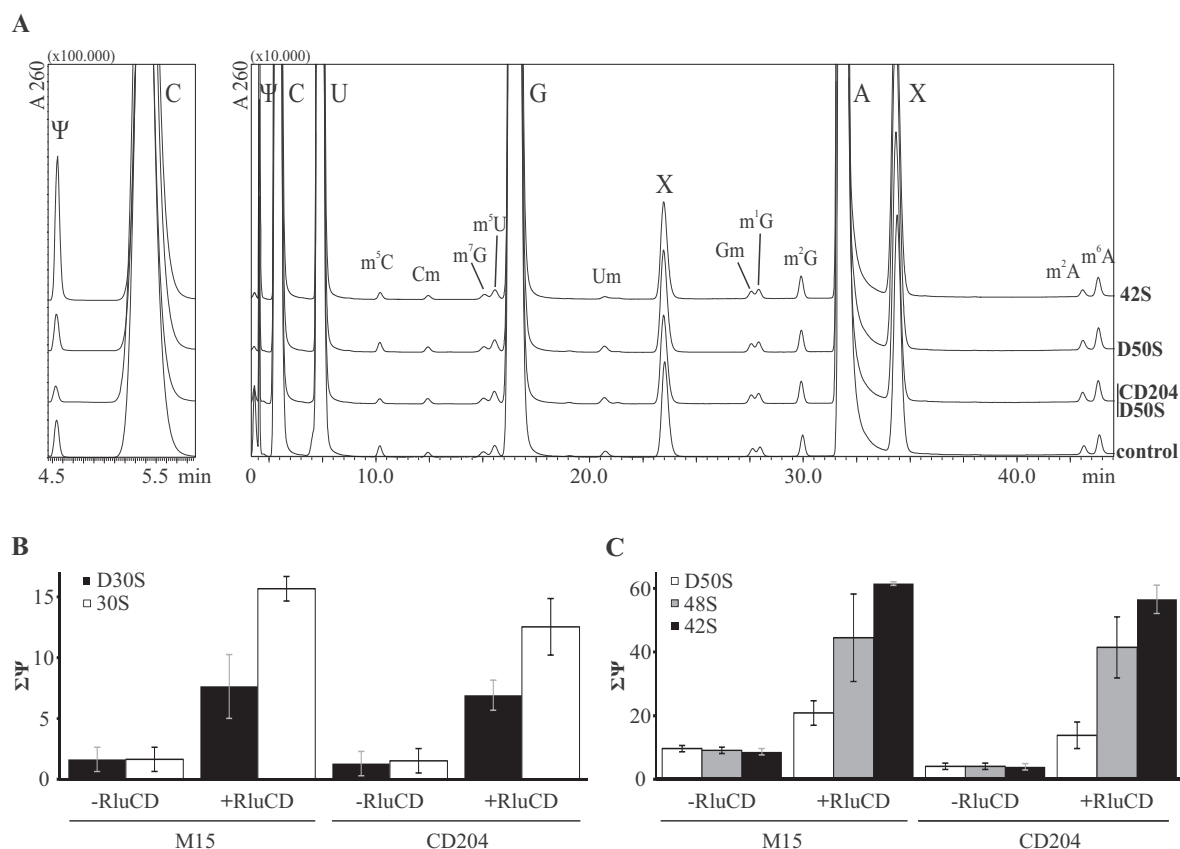 A
(x100.000)
A 260
Ψ
C
4.5
5.5
min
(x10.000)
A 260
Ψ C U G A X
m⁵C
Cm
m⁷G
m⁵U
Um
X
Gm
m¹G
m²G
m²A
m⁶A
42S
D50S
CD204
D50S
control
0 10.0 20.0 30.0 40.0 min
B
D30S
30S
ΣΨ
15
10
5
0
-RluCD +RluCD -RluCD +RluCD
M15 CD204
C
D50S
48S
42S
ΣΨ
60
40
20
0
-RluCD +RluCD -RluCD +RluCD
M15 CD204